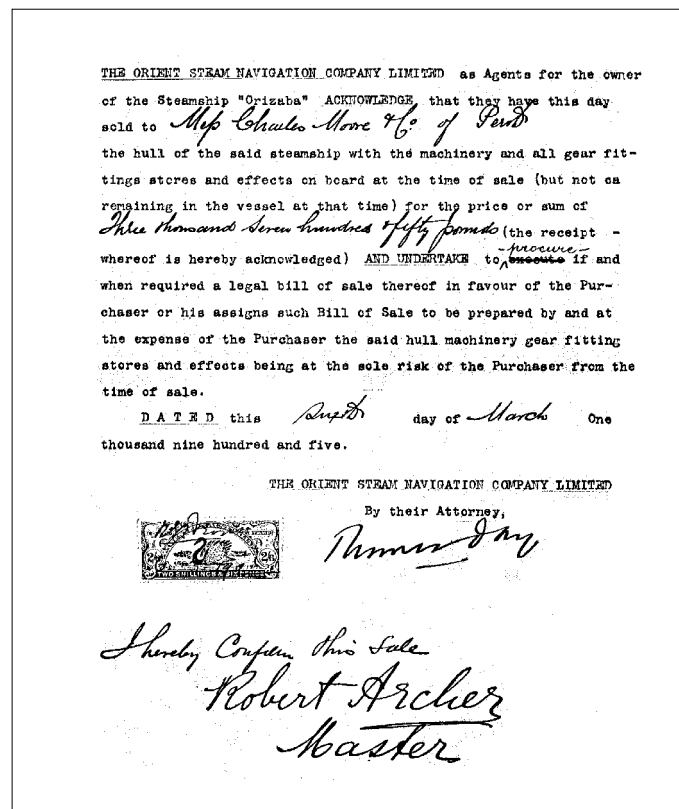 THE ORIENT STEAM NAVIGATION COMPANY LIMITED as Agents for the owner
of the Steamship "Orizaba" ACKNOWLEDGE that they have this day
sold to Mess Charles Moore & Co of Perth
the hull of the said steamship with the machinery and all gear fit-
tings stores and effects on board at the time of sale (but not ca
remaining in the vessel at that time) for the price or sum of
Three thousand seven hundred & fifty pounds (the receipt -
-procure-
whereof is hereby acknowledged) AND UNDERTAKE to execute if and
when required a legal bill of sale thereof in favour of the Pur-
chaser or his assigns such Bill of Sale to be prepared by and at
the expense of the Purchaser the said hull machinery gear fitting
stores and effects being at the sole risk of the Purchaser from the
time of sale.
DATED this day of March One
thousand nine hundred and five.
THE ORIENT STEAM NAVIGATION COMPANY LIMITED
By their Attorney,
2/6 2/6
TWO SHILLINGS & SIXPENCE
I hereby Confirm this Sale
Robert Archer
Master